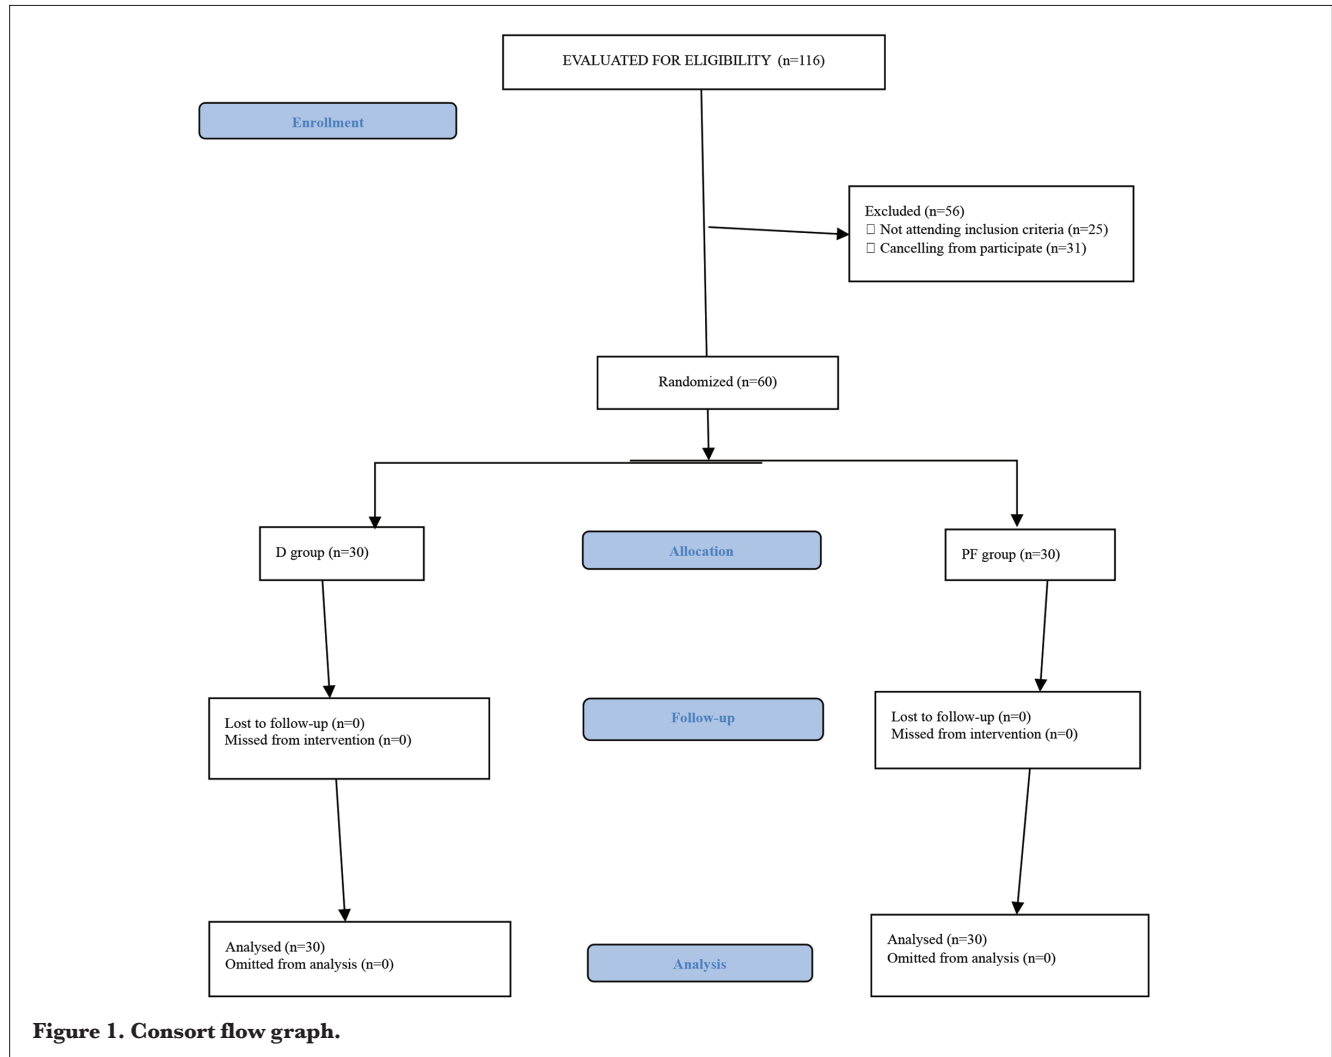 EVALUATED FOR ELIGIBILITY (n=116)
Enrollment
Excluded (n=56)
□ Not attending inclusion criteria (n=25)
□ Cancelling from participate (n=31)
Randomized (n=60)
D group (n=30)
Allocation
PF group (n=30)
Lost to follow-up (n=0)
Missed from intervention (n=0)
Follow-up
Lost to follow-up (n=0)
Missed from intervention (n=0)
Analysed (n=30)
Omitted from analysis (n=0)
Analysis
Analysed (n=30)
Omitted from analysis (n=0)
Figure 1. Consort flow graph.